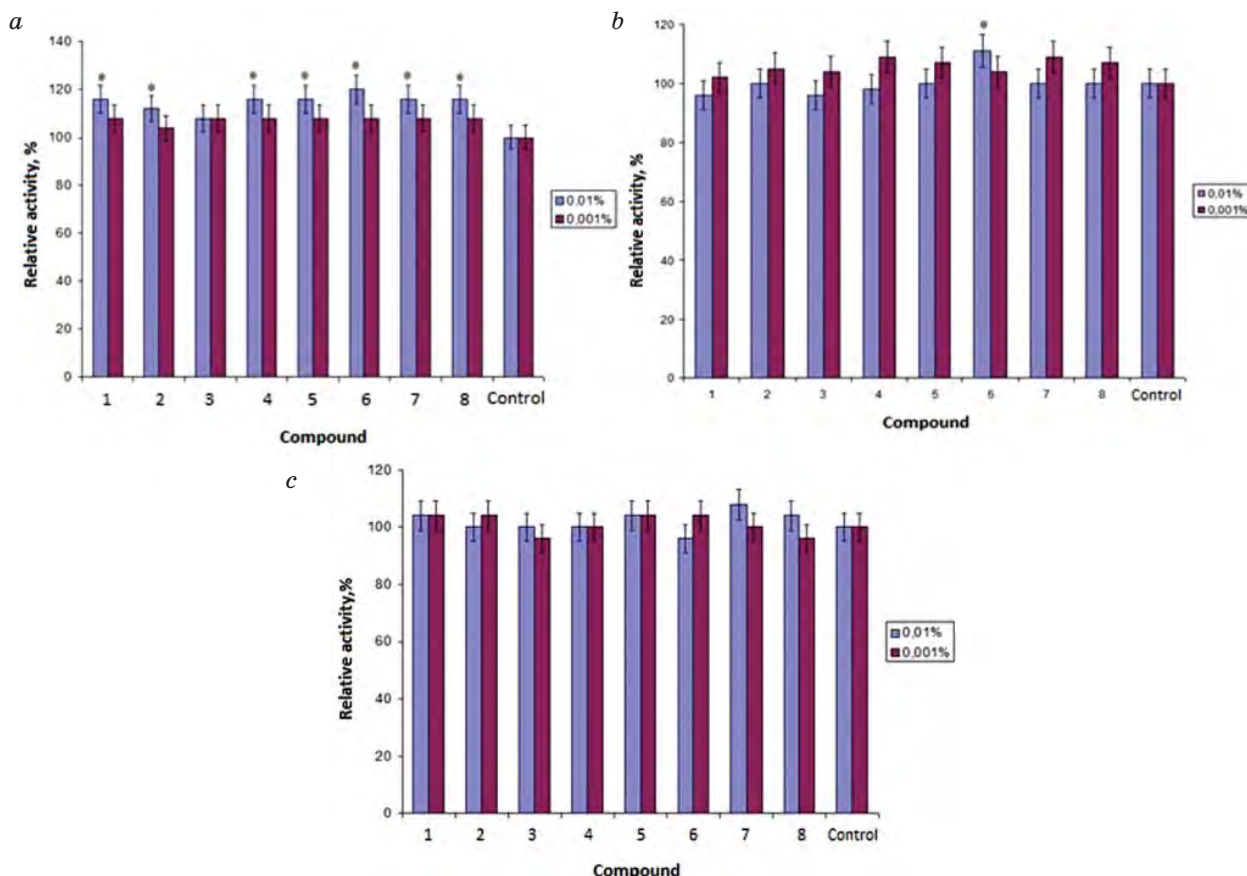 a
140
120
100
80
60
40
20
0
Relative activity, %
* * * * * * *
1 2 3 4 5 6 7 8 Control
Compound
0,01%
0,001%
b
120
100
80
60
40
20
0
Relative activity, %
*
1 2 3 4 5 6 7 8 Control
Compound
0,01%
0,001%
c
120
100
80
60
40
20
0
Relative activity,%
1 2 3 4 5 6 7 8 Control
Compound
0,01%
0,001%